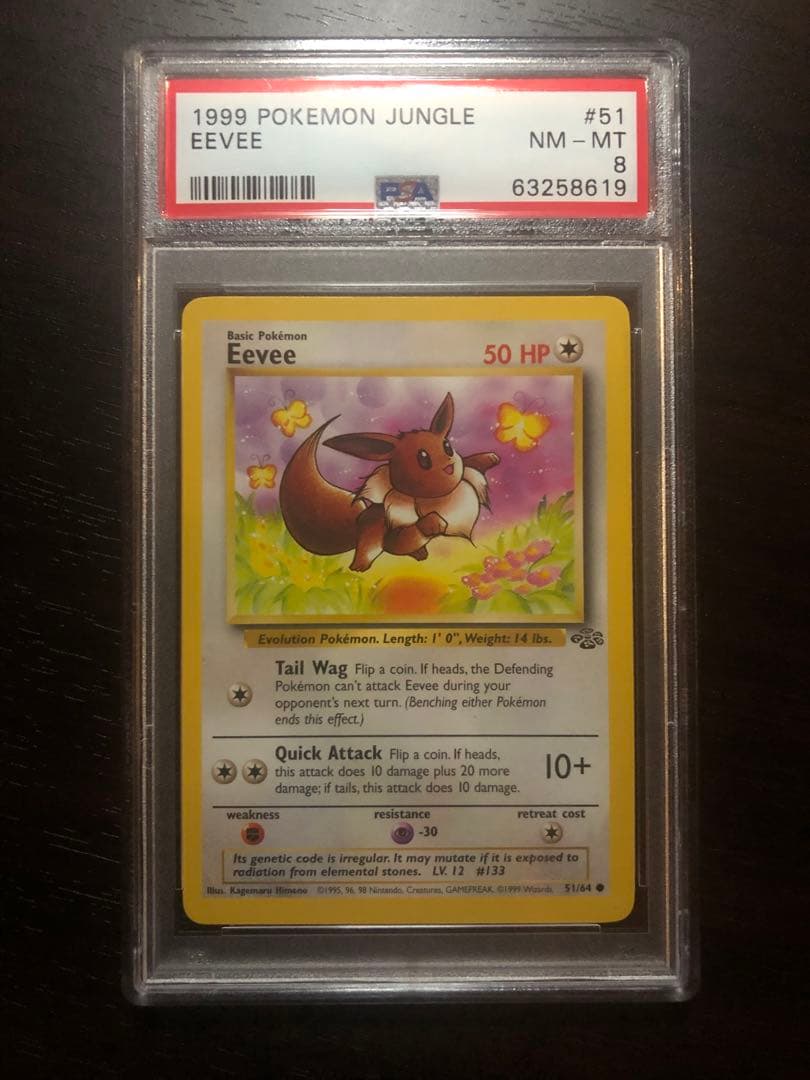 1999 POKEMON JUNGLE #51
EEVEE NM - MT
8
63258619
PSA
Basic Pokémon
Eevee 50 HP
Evolution Pokémon. Length: 1' 0", Weight: 14 lbs.
Tail Wag Flip a coin. If heads, the Defending
Pokémon can't attack Eevee during your
opponent's next turn. (Benching either Pokémon
ends this effect.)
Quick Attack Flip a coin. If heads,
this attack does 10 damage plus 20 more
damage; if tails, this attack does 10 damage.
10+
weakness resistance retreat cost
-30
Its genetic code is irregular. It may mutate if it is exposed to
radiation from elemental stones. LV. 12 #133
Illus. Kagemaru Himeno ©1995, 96, 98 Nintendo, Creatures, GAMEFREAK. ©1999 Wizards. 51/64